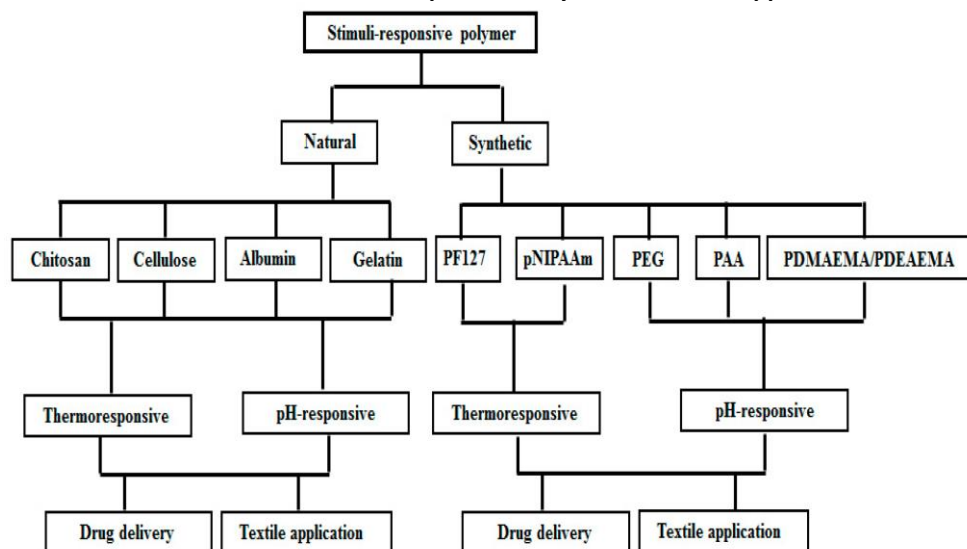 Stimuli-responsive polymer
Natural
Synthetic
Chitosan
Cellulose
Albumin
Gelatin
PF127
pNIPAAm
PEG
PAA
PDMAEMA/PDEAEMA
Thermoresponsive
pH-responsive
Thermoresponsive
pH-responsive
Drug delivery
Textile application
Drug delivery
Textile application